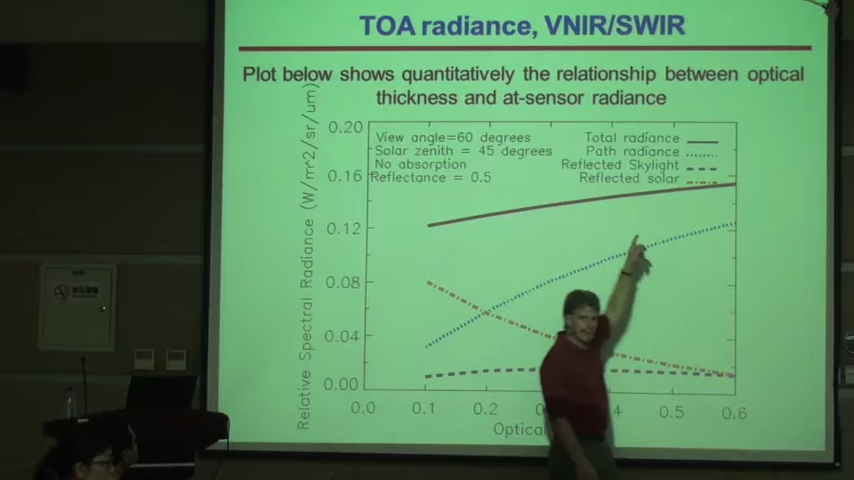 TOA radiance, VNIR/SWIR
Plot below shows quantitatively the relationship between optical
thickness and at-sensor radiance
Relative Spectral Radiance (W/m^2/sr/um)
0.20
0.16
0.12
0.08
0.04
0.00
View angle=60 degrees
Solar zenith = 45 degrees
No absorption
Reflectance = 0.5
Total radiance
Path radiance
Reflected Skylight
Reflected solar
0.0 0.1 0.2 0.5 0.6
Optical